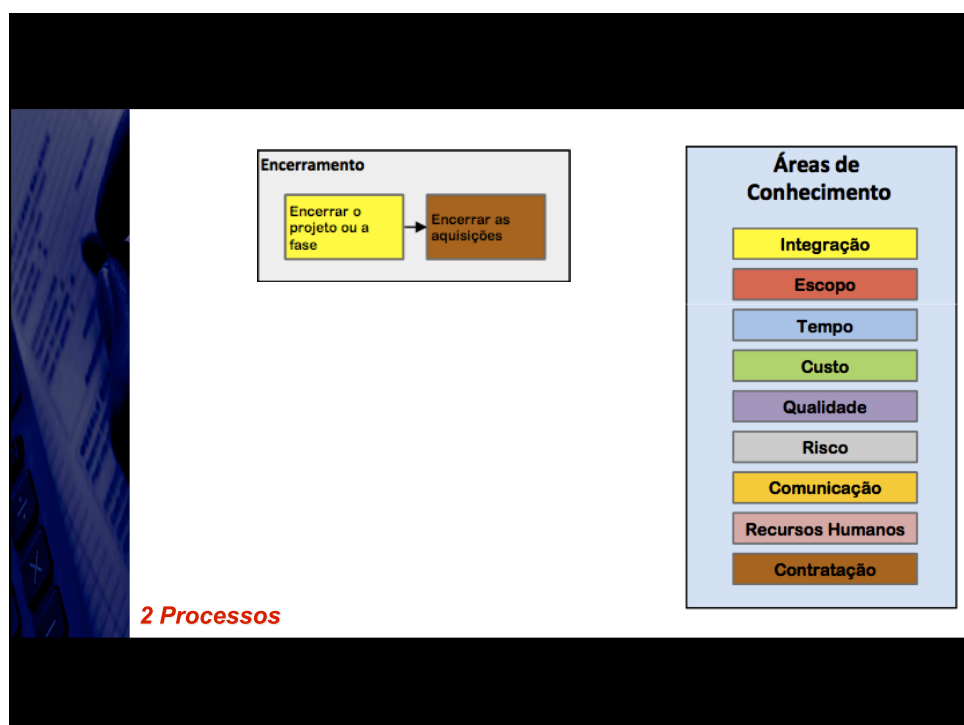 Encerramento
Encerrar o
projeto ou a
fase
Encerrar as
aquisições
Áreas de
Conhecimento
Integração
Escopo
Tempo
Custo
Qualidade
Risco
Comunicação
Recursos Humanos
Contratação
2 Processos